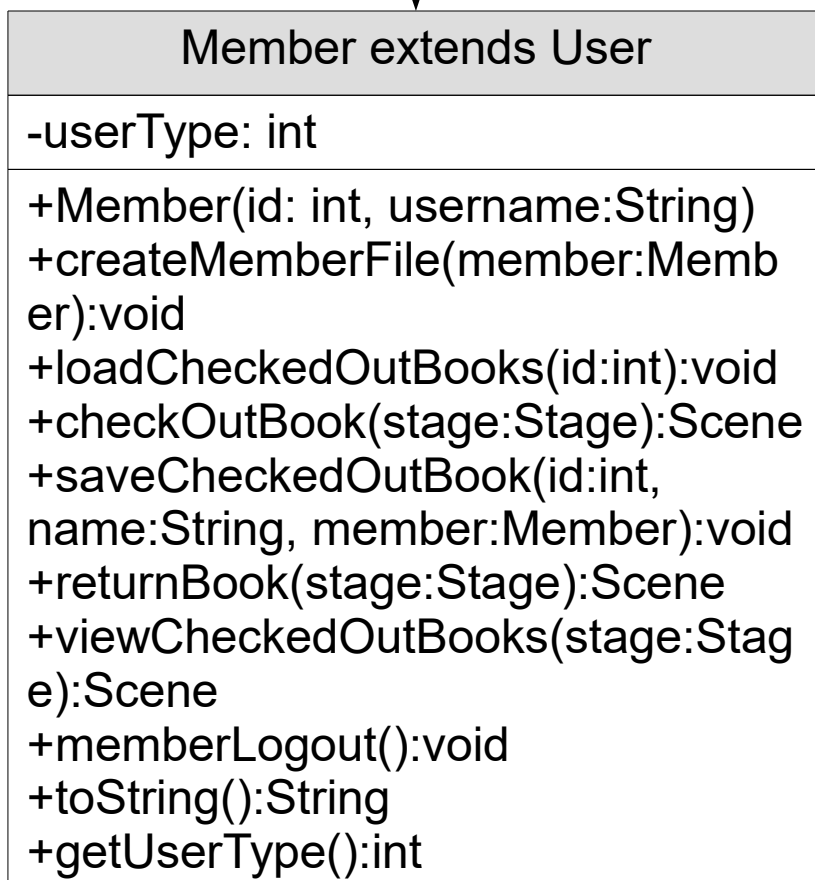 Member extends User
-userType: int
+Member(id: int, username:String)
+createMemberFile(member:Memb
er):void
+loadCheckedOutBooks(id:int):void
+checkOutBook(stage:Stage):Scene
+saveCheckedOutBook(id:int,
name:String, member:Member):void
+returnBook(stage:Stage):Scene
+viewCheckedOutBooks(stage:Stag
e):Scene
+memberLogout():void
+toString():String
+getUserType():int